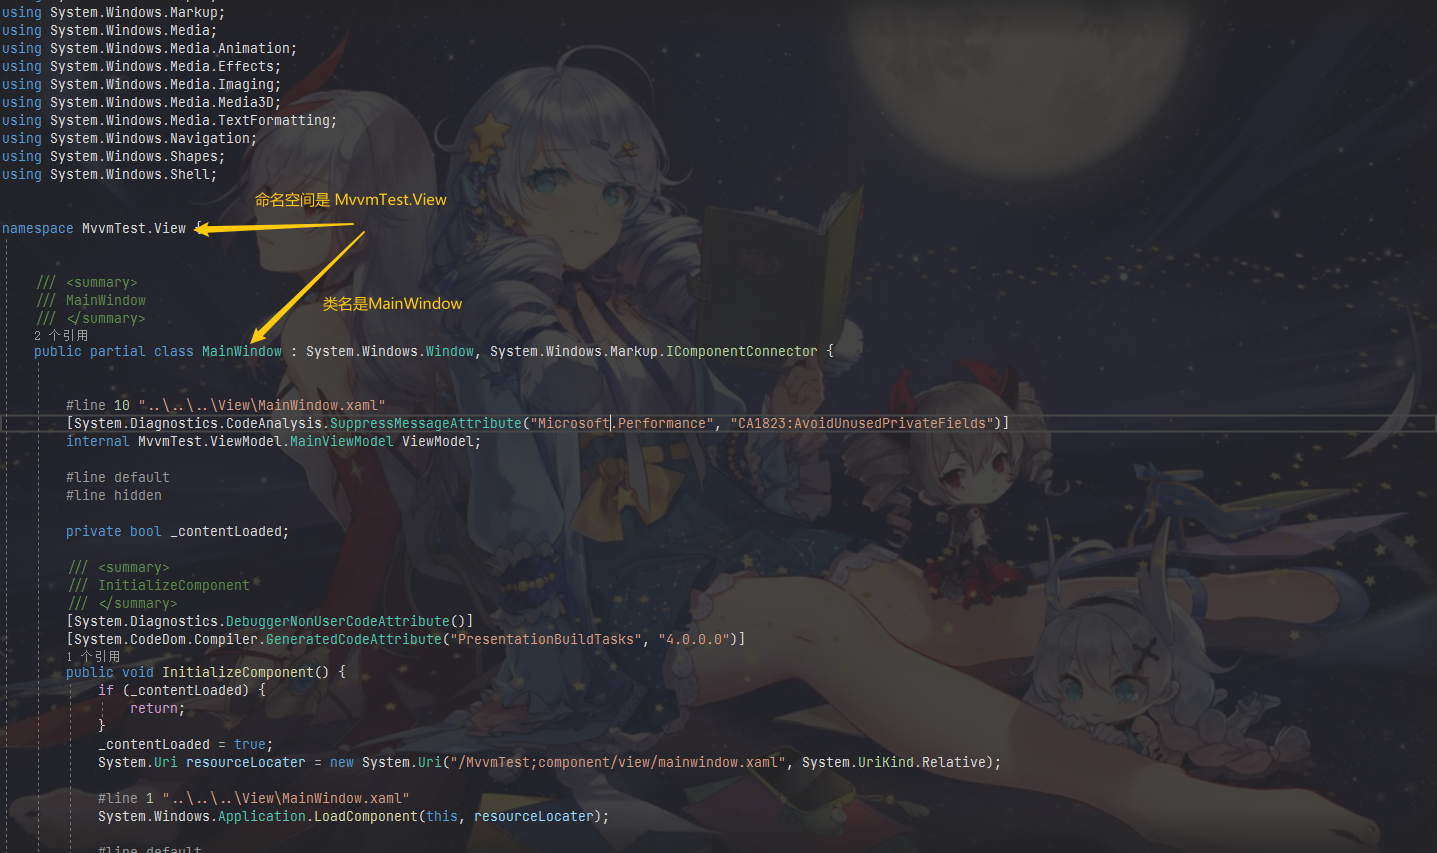 using System.Windows.Markup;
using System.Windows.Media;
using System.Windows.Media.Animation;
using System.Windows.Media.Effects;
using System.Windows.Media.Imaging;
using System.Windows.Media.Media3D;
using System.Windows.Media.TextFormatting;
using System.Windows.Navigation;
using System.Windows.Shapes;
using System.Windows.Shell;
命名空间是 MvvmTest.View
namespace MvvmTest.View {
/// <summary>
/// MainWindow
类名是MainWindow
/// </summary>
2 个引用
public partial class MainWindow : System.Windows.Window, System.Windows.Markup.IComponentConnector {
#line 10 "..\..\..\View\MainWindow.xaml"
[System.Diagnostics.CodeAnalysis.SuppressMessageAttribute("Microsoft.Performance", "CA1823:AvoidUnusedPrivateFields")]
internal MvvmTest.ViewModel.MainViewModel ViewModel;
#line default
#line hidden
private bool _contentLoaded;
/// <summary>
/// InitializeComponent
/// </summary>
[System.Diagnostics.DebuggerNonUserCodeAttribute()]
[System.CodeDom.Compiler.GeneratedCodeAttribute("PresentationBuildTasks", "4.0.0.0")]
1 个引用
public void InitializeComponent() {
if (_contentLoaded) {
return;
}
_contentLoaded = true;
System.Uri resourceLocater = new System.Uri("/MvvmTest;component/view/mainwindow.xaml", System.UriKind.Relative);
#line 1 "..\..\..\View\MainWindow.xaml"
System.Windows.Application.LoadComponent(this, resourceLocater);
#line default